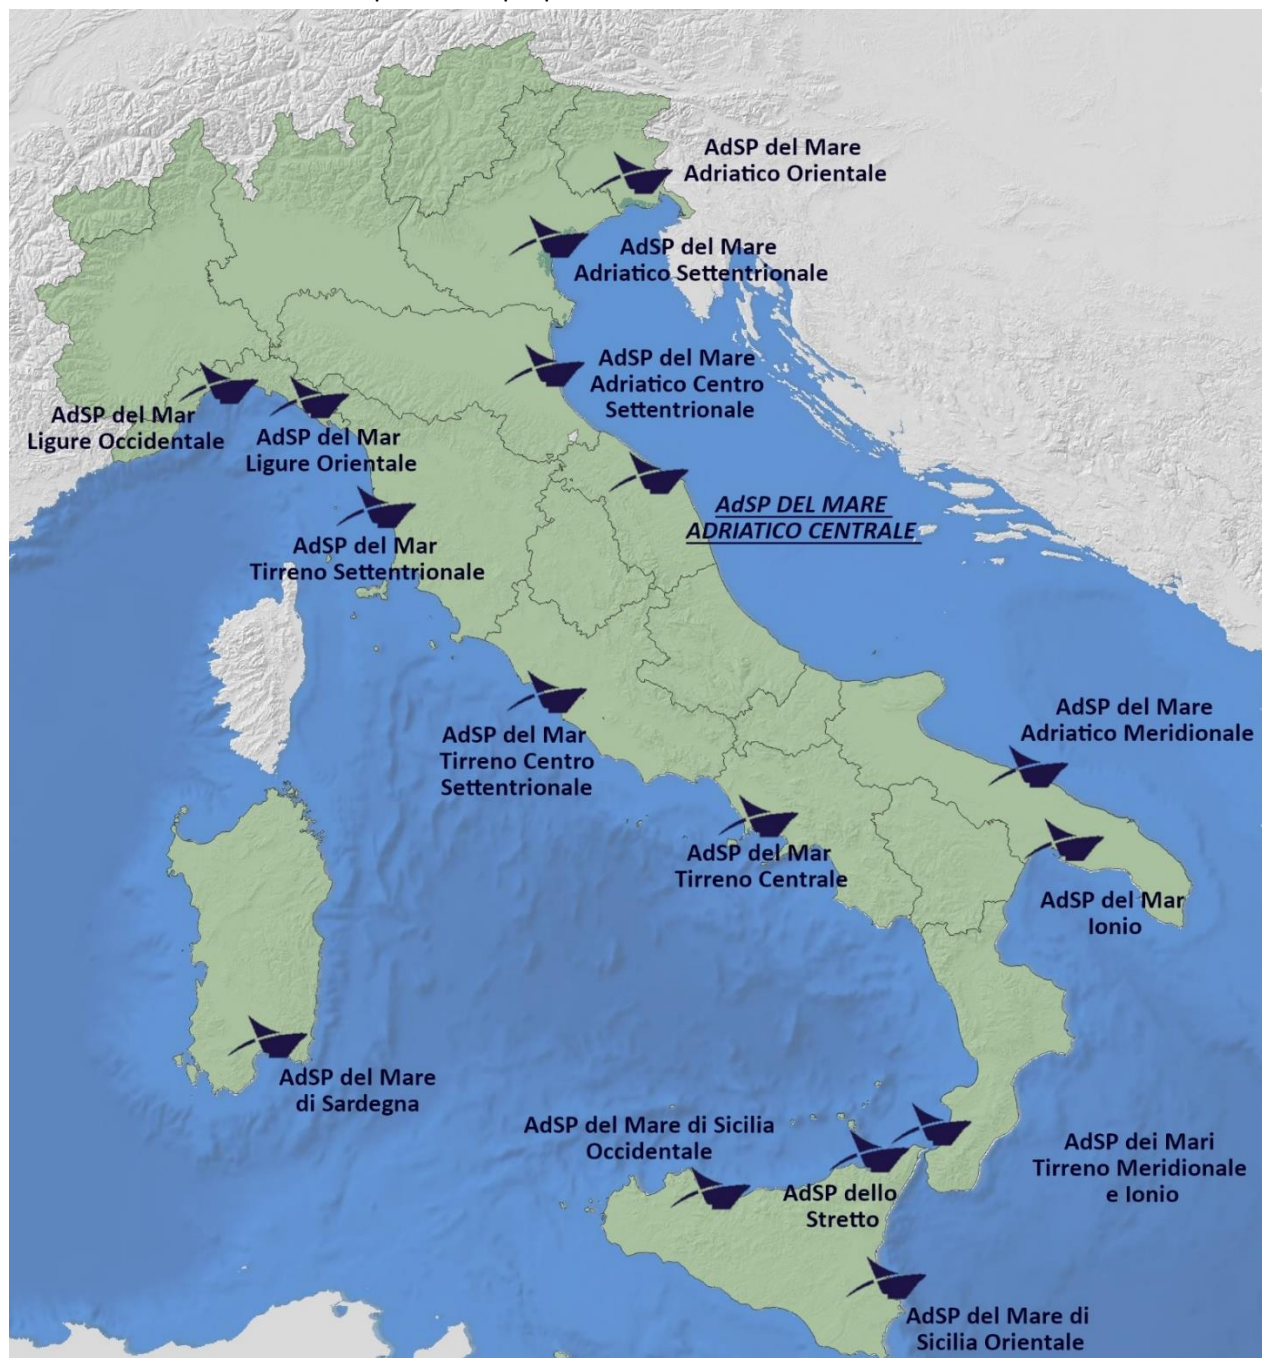 AdSP del Mare
Adriatico Orientale
AdSP del Mare
Adriatico Settentrionale
AdSP del Mare
Adriatico Centro
Settentrionale
AdSP del Mar
Ligure Occidentale
AdSP del Mar
Ligure Orientale
AdSP DEL MARE
ADRIATICO CENTRALE
AdSP del Mar
Tirreno Settentrionale
AdSP del Mare
Adriatico Meridionale
AdSP del Mar
Tirreno Centro
Settentrionale
AdSP del Mar
Tirreno Centrale
AdSP del Mar
Ionio
AdSP del Mare
di Sardegna
AdSP del Mare di Sicilia
Occidentale
AdSP dei Mari
Tirreno Meridionale
e Ionio
AdSP dello
Stretto
AdSP del Mare di
Sicilia Orientale